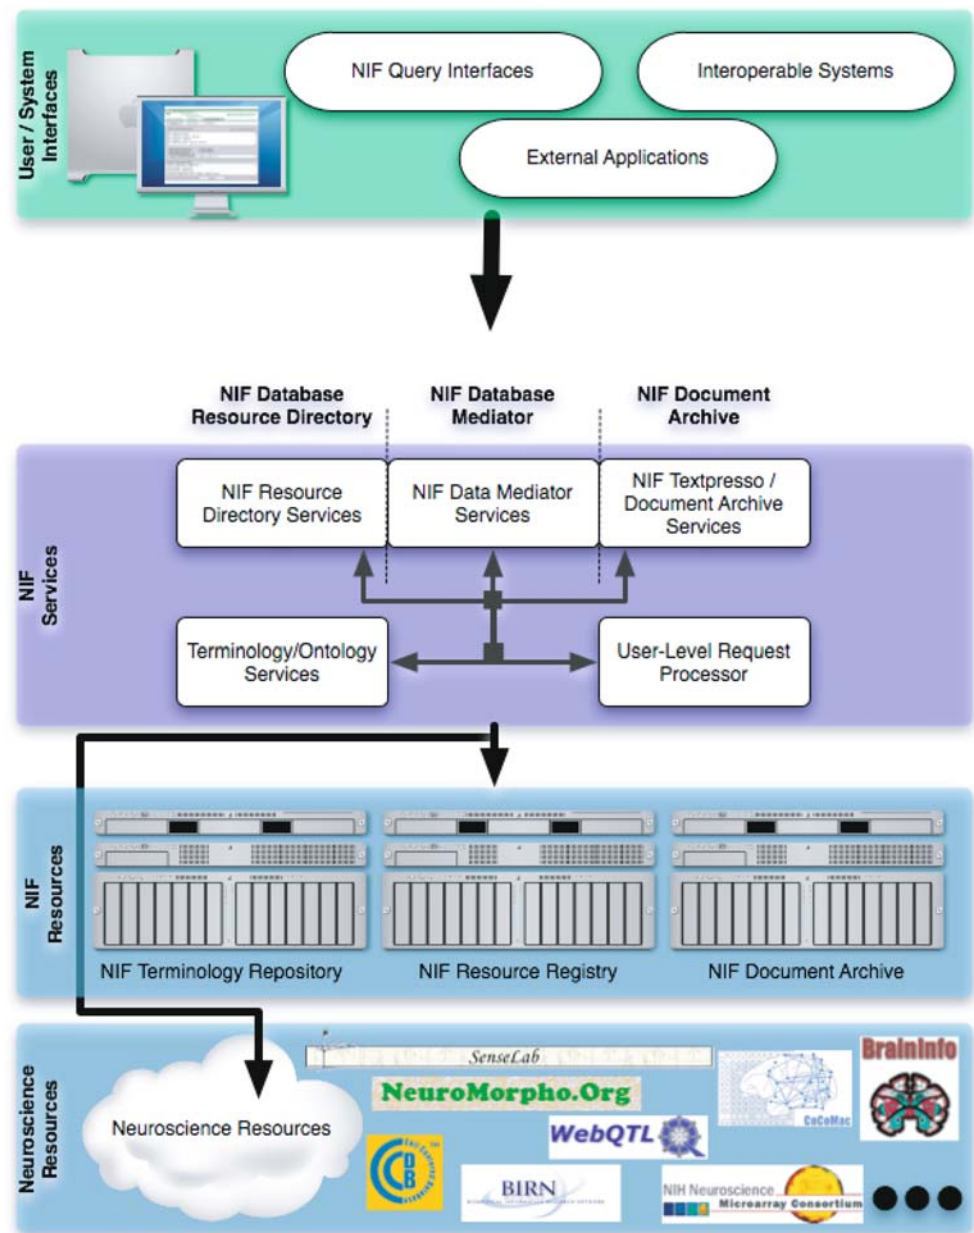 User / System
Interfaces
NIF Query Interfaces
Interoperable Systems
External Applications
NIF Database
Resource Directory
NIF Database
Mediator
NIF Document
Archive
NIF
Services
NIF Resource
Directory Services
NIF Data Mediator
Services
NIF Textpresso /
Document Archive
Services
Terminology/Ontology
Services
User-Level Request
Processor
NIF
Resources
NIF Terminology Repository
NIF Resource Registry
NIF Document Archive
Neuroscience
Resources
Neuroscience Resources
SenseLab
NeuroMorpho.Org
CoCoMac
BrainInfo
WebQTL
CCDB
BIRN
NIH Neuroscience
Microarray Consortium